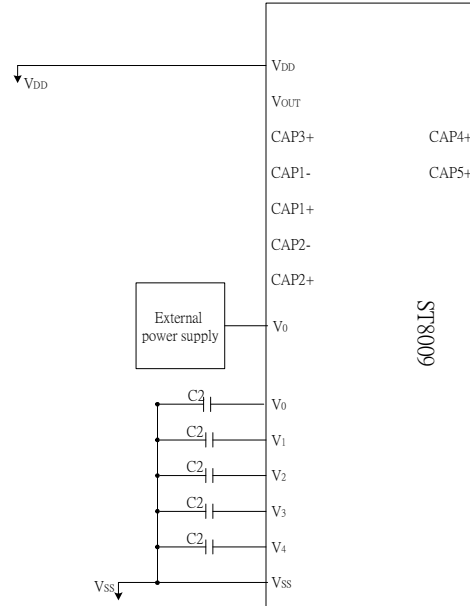 VDD
VDD
VOUT
CAP3+ CAP4+
CAP1- CAP5+
CAP1+
CAP2-
CAP2+
External
power supply
V0
ST8009
C2 V0
C2 V1
C2 V2
C2 V3
C2 V4
VSS VSS